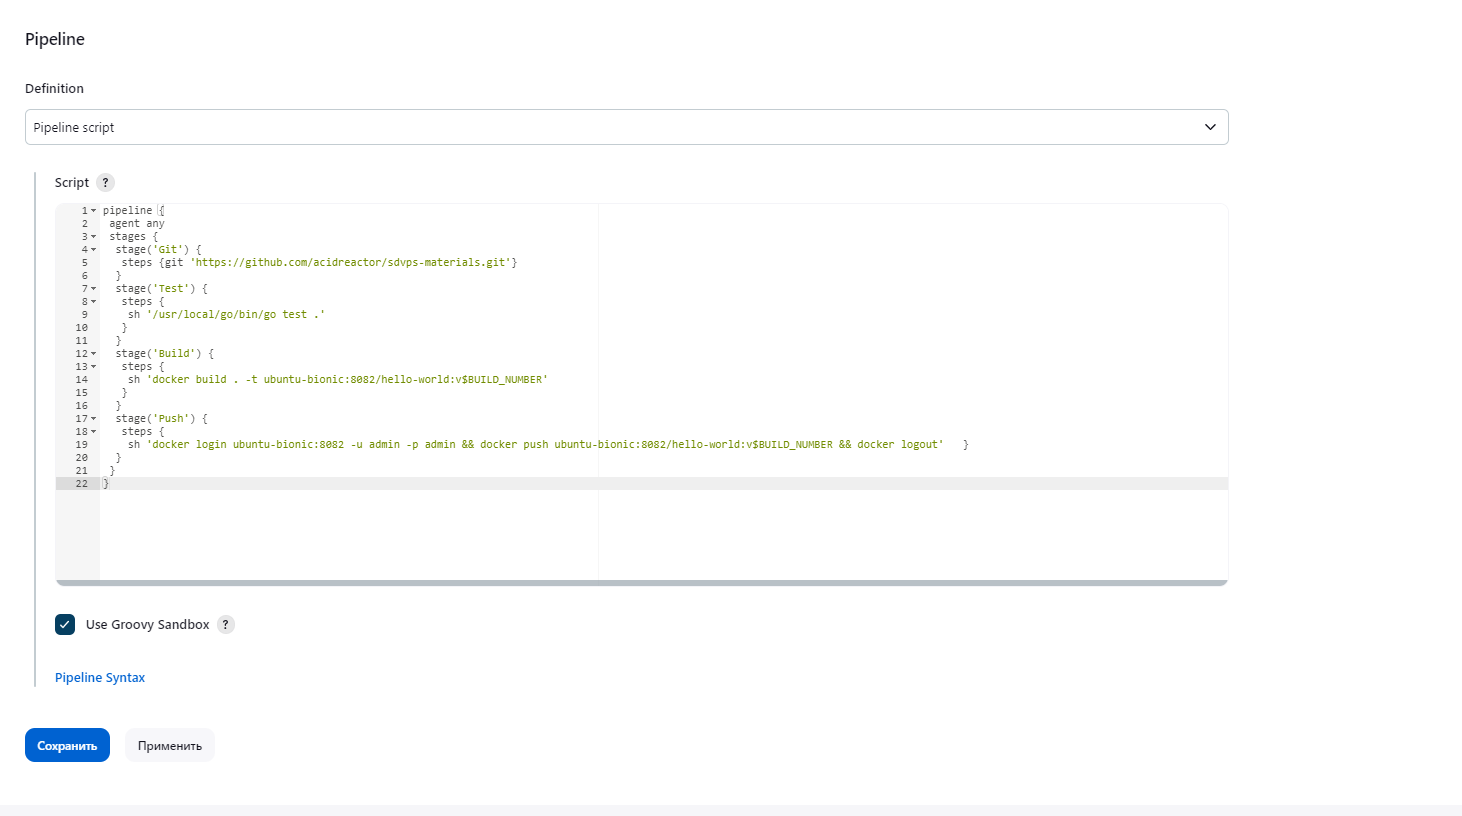 Pipeline
Definition
Pipeline script
Script ?
1 pipeline {
2 agent any
3 stages {
4 stage('Git') {
5 steps {git 'https://github.com/acidreactor/sdvps-materials.git'}
6 }
7 stage('Test') {
8 steps {
9 sh '/usr/local/go/bin/go test .'
10 }
11 }
12 stage('Build') {
13 steps {
14 sh 'docker build . -t ubuntu-bionic:8082/hello-world:v$BUILD_NUMBER'
15 }
16 }
17 stage('Push') {
18 steps {
19 sh 'docker login ubuntu-bionic:8082 -u admin -p admin && docker push ubuntu-bionic:8082/hello-world:v$BUILD_NUMBER && docker logout' }
20 }
21 }
22 }
Use Groovy Sandbox ?
Pipeline Syntax
Сохранить Применить